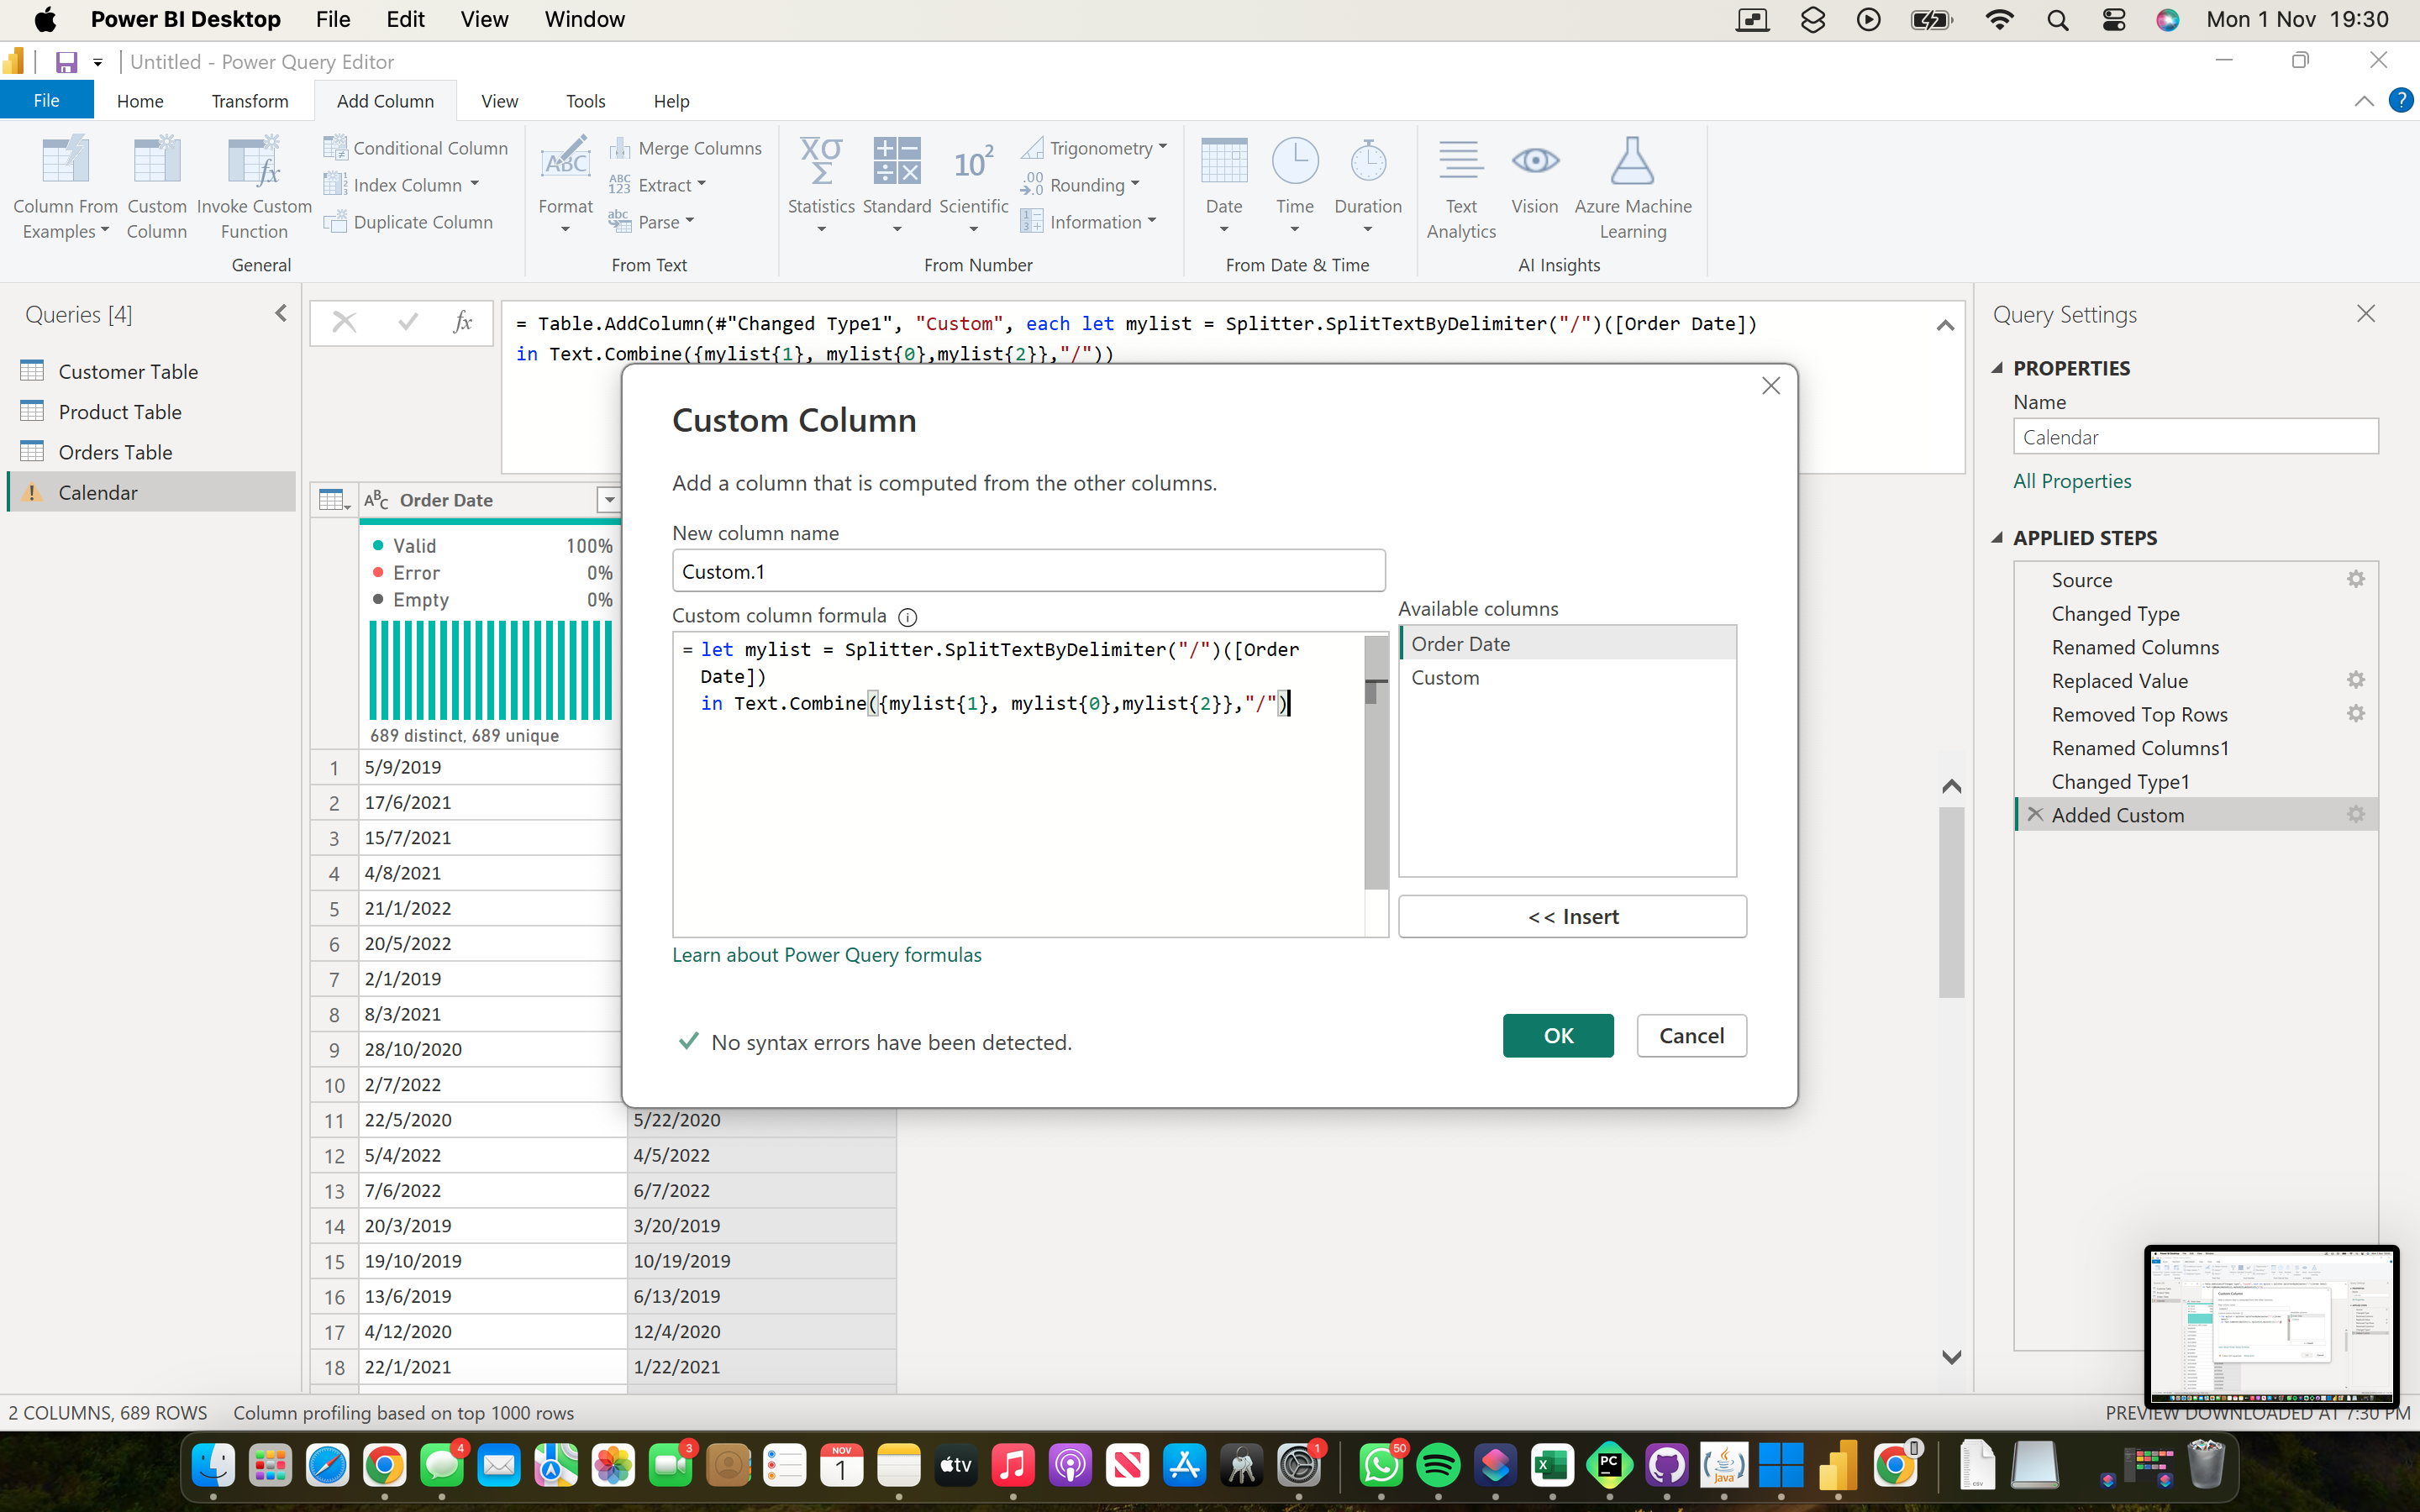 Power BI Desktop File Edit View Window Mon 1 Nov 19:30
Untitled - Power Query Editor
File Home Transform Add Column View Tools Help
Column From Examples
Custom Column
Invoke Custom Function
Conditional Column
Index Column
Duplicate Column
General
Format
Merge Columns
Extract
Parse
From Text
Statistics
Standard
Scientific
Trigonometry
Rounding
Information
From Number
Date
Time
Duration
From Date & Time
Text Analytics
Vision
Azure Machine Learning
AI Insights
Queries [4]
Customer Table
Product Table
Orders Table
Calendar
= Table.AddColumn(#"Changed Type1", "Custom", each let mylist = Splitter.SplitTextByDelimiter("/")([Order Date])
in Text.Combine({mylist{1}, mylist{0},mylist{2}},"/"))
Order Date
Valid 100%
Error 0%
Empty 0%
689 distinct, 689 unique
1 5/9/2019
2 17/6/2021
3 15/7/2021
4 4/8/2021
5 21/1/2022
6 20/5/2022
7 2/1/2019
8 8/3/2021
9 28/10/2020
10 2/7/2022
11 22/5/2020 5/22/2020
12 5/4/2022 4/5/2022
13 7/6/2022 6/7/2022
14 20/3/2019 3/20/2019
15 19/10/2019 10/19/2019
16 13/6/2019 6/13/2019
17 4/12/2020 12/4/2020
18 22/1/2021 1/22/2021
Custom Column
Add a column that is computed from the other columns.
New column name
Custom.1
Custom column formula
= let mylist = Splitter.SplitTextByDelimiter("/")([Order
Date])
in Text.Combine({mylist{1}, mylist{0},mylist{2}},"/")
Available columns
Order Date
Custom
<< Insert
Learn about Power Query formulas
No syntax errors have been detected.
OK
Cancel
Query Settings
PROPERTIES
Name
Calendar
All Properties
APPLIED STEPS
Source
Changed Type
Renamed Columns
Replaced Value
Removed Top Rows
Renamed Columns1
Changed Type1
Added Custom
2 COLUMNS, 689 ROWS Column profiling based on top 1000 rows
PREVIEW DOWNLOADED AT 7:30 PM
4
3
NOV
1
tv
1
50
PC
Java
CSV